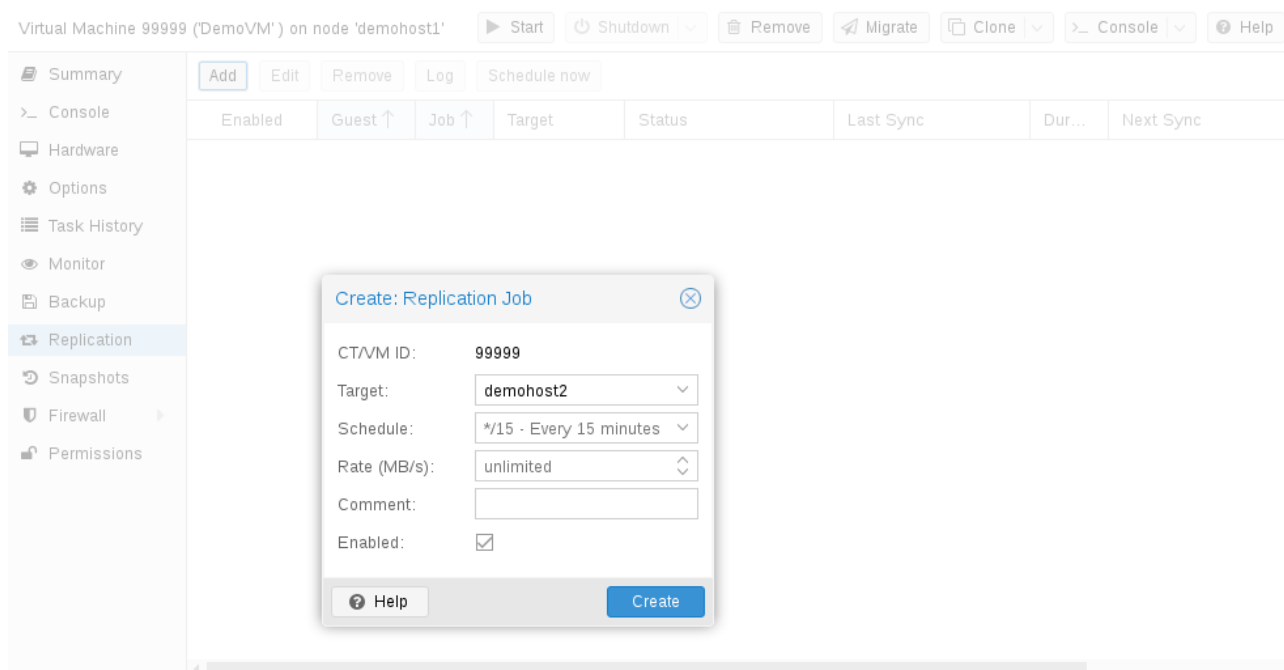 Virtual Machine 99999 ('DemoVM' ) on node 'demohost1' Start Shutdown Remove Migrate Clone >_ Console Help
Summary
>_ Console
Hardware
Options
Task History
Monitor
Backup
Replication
Snapshots
Firewall
Permissions
Add Edit Remove Log Schedule now
Enabled Guest ↑ Job ↑ Target Status Last Sync Dur... Next Sync
Create: Replication Job
CT/VM ID: 99999
Target: demohost2
Schedule: */15 - Every 15 minutes
Rate (MB/s): unlimited
Comment:
Enabled:
Help Create